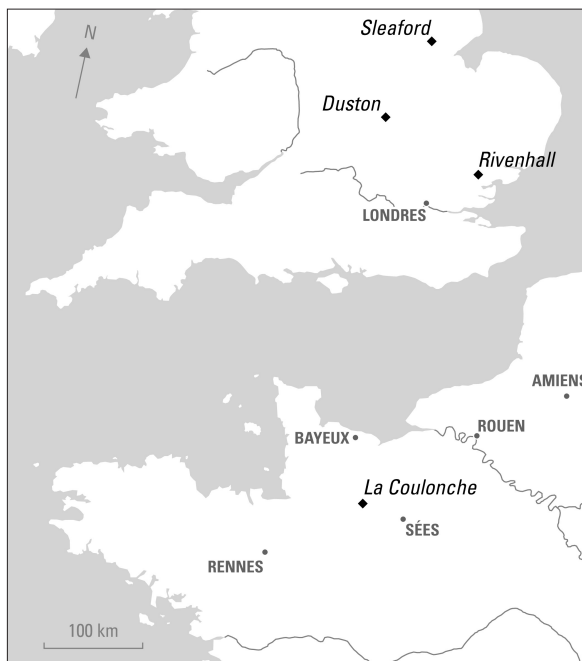 N
Sleaford
Duston
Rivenhall
LONDRES
AMIENS
BAYEUX
ROUEN
La Coulonche
SÉES
RENNES
100 km